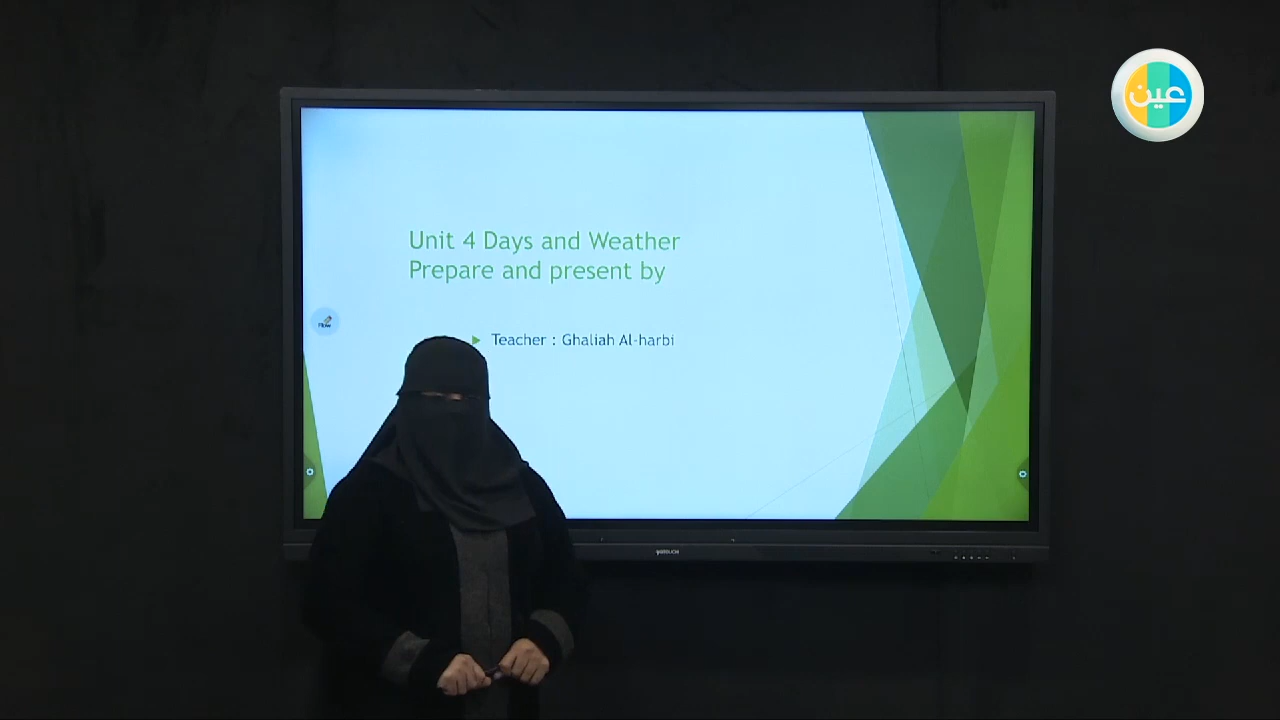 عين
Unit 4 Days and Weather
Prepare and present by
Teacher : Ghaliah Al-harbi